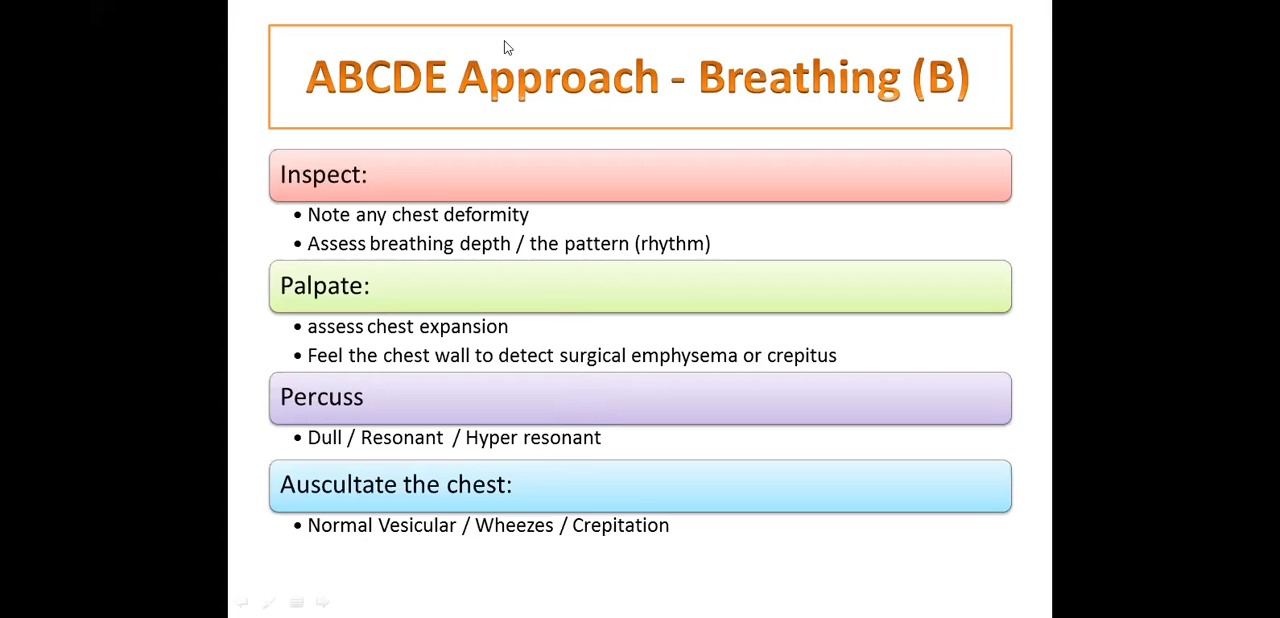 ABCDE Approach - Breathing (B)
Inspect:
• Note any chest deformity
• Assess breathing depth / the pattern (rhythm)
Palpate:
• assess chest expansion
• Feel the chest wall to detect surgical emphysema or crepitus
Percuss
• Dull / Resonant / Hyper resonant
Auscultate the chest:
• Normal Vesicular / Wheezes / Crepitation